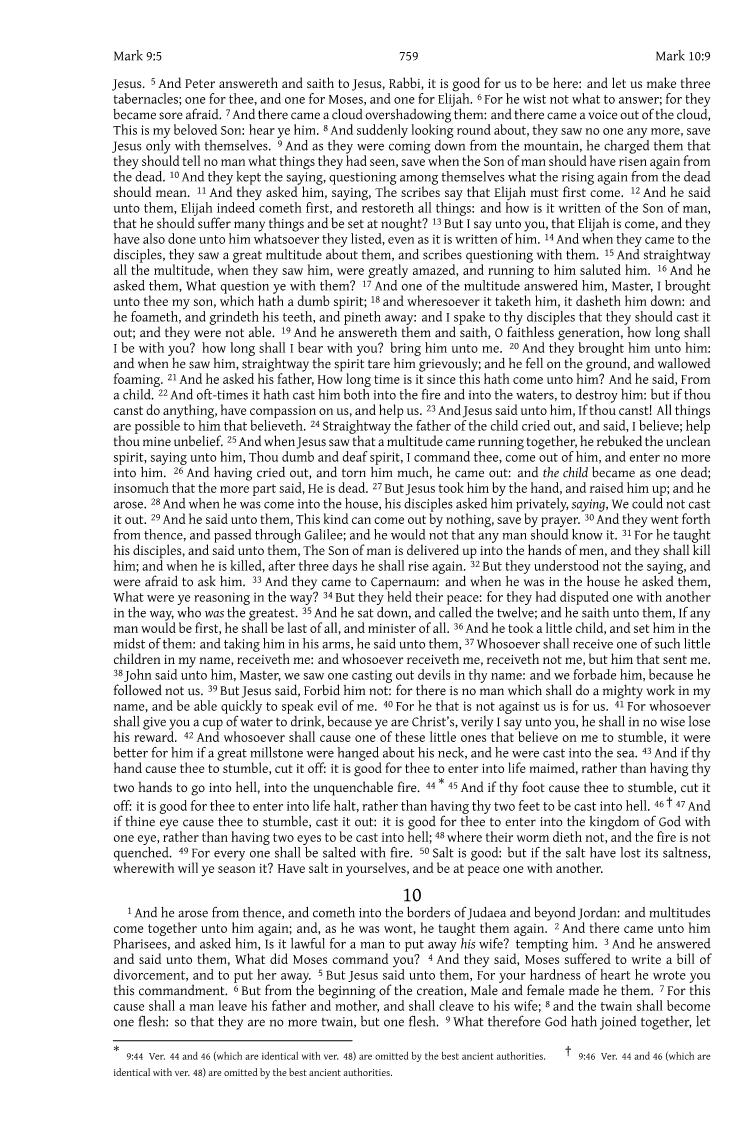 Mark 9:5 759 Mark 10:9
Jesus. 5 And Peter answereth and saith to Jesus, Rabbi, it is good for us to be here: and let us make three
tabernacles; one for thee, and one for Moses, and one for Elijah. 6 For he wist not what to answer; for they
became sore afraid. 7 And there came a cloud overshadowing them: and there came a voice out of the cloud,
This is my beloved Son: hear ye him. 8 And suddenly looking round about, they saw no one any more, save
Jesus only with themselves. 9 And as they were coming down from the mountain, he charged them that
they should tell no man what things they had seen, save when the Son of man should have risen again from
the dead. 10 And they kept the saying, questioning among themselves what the rising again from the dead
should mean. 11 And they asked him, saying, The scribes say that Elijah must first come. 12 And he said
unto them, Elijah indeed cometh first, and restoreth all things: and how is it written of the Son of man,
that he should suffer many things and be set at nought? 13 But I say unto you, that Elijah is come, and they
have also done unto him whatsoever they listed, even as it is written of him. 14 And when they came to the
disciples, they saw a great multitude about them, and scribes questioning with them. 15 And straightway
all the multitude, when they saw him, were greatly amazed, and running to him saluted him. 16 And he
asked them, What question ye with them? 17 And one of the multitude answered him, Master, I brought
unto thee my son, which hath a dumb spirit; 18 and wheresoever it taketh him, it dasheth him down: and
he foameth, and grindeth his teeth, and pineth away: and I spake to thy disciples that they should cast it
out; and they were not able. 19 And he answereth them and saith, O faithless generation, how long shall
I be with you? how long shall I bear with you? bring him unto me. 20 And they brought him unto him:
and when he saw him, straightway the spirit tare him grievously; and he fell on the ground, and wallowed
foaming. 21 And he asked his father, How long time is it since this hath come unto him? And he said, From
a child. 22 And oft-times it hath cast him both into the fire and into the waters, to destroy him: but if thou
canst do anything, have compassion on us, and help us. 23 And Jesus said unto him, If thou canst! All things
are possible to him that believeth. 24 Straightway the father of the child cried out, and said, I believe; help
thou mine unbelief. 25 And when Jesus saw that a multitude came running together, he rebuked the unclean
spirit, saying unto him, Thou dumb and deaf spirit, I command thee, come out of him, and enter no more
into him. 26 And having cried out, and torn him much, he came out: and the child became as one dead;
insomuch that the more part said, He is dead. 27 But Jesus took him by the hand, and raised him up; and he
arose. 28 And when he was come into the house, his disciples asked him privately, saying, We could not cast
it out. 29 And he said unto them, This kind can come out by nothing, save by prayer. 30 And they went forth
from thence, and passed through Galilee; and he would not that any man should know it. 31 For he taught
his disciples, and said unto them, The Son of man is delivered up into the hands of men, and they shall kill
him; and when he is killed, after three days he shall rise again. 32 But they understood not the saying, and
were afraid to ask him. 33 And they came to Capernaum: and when he was in the house he asked them,
What were ye reasoning in the way? 34 But they held their peace: for they had disputed one with another
in the way, who was the greatest. 35 And he sat down, and called the twelve; and he saith unto them, If any
man would be first, he shall be last of all, and minister of all. 36 And he took a little child, and set him in the
midst of them: and taking him in his arms, he said unto them, 37 Whosoever shall receive one of such little
children in my name, receiveth me: and whosoever receiveth me, receiveth not me, but him that sent me.
38 John said unto him, Master, we saw one casting out devils in thy name: and we forbade him, because he
followed not us. 39 But Jesus said, Forbid him not: for there is no man which shall do a mighty work in my
name, and be able quickly to speak evil of me. 40 For he that is not against us is for us. 41 For whosoever
shall give you a cup of water to drink, because ye are Christ's, verily I say unto you, he shall in no wise lose
his reward. 42 And whosoever shall cause one of these little ones that believe on me to stumble, it were
better for him if a great millstone were hanged about his neck, and he were cast into the sea. 43 And if thy
hand cause thee to stumble, cut it off: it is good for thee to enter into life maimed, rather than having thy
two hands to go into hell, into the unquenchable fire. 44 * 45 And if thy foot cause thee to stumble, cut it
off: it is good for thee to enter into life halt, rather than having thy two feet to be cast into hell. 46 † 47 And
if thine eye cause thee to stumble, cast it out: it is good for thee to enter into the kingdom of God with
one eye, rather than having two eyes to be cast into hell; 48 where their worm dieth not, and the fire is not
quenched. 49 For every one shall be salted with fire. 50 Salt is good: but if the salt have lost its saltness,
wherewith will ye season it? Have salt in yourselves, and be at peace one with another.
10
1 And he arose from thence, and cometh into the borders of Judaea and beyond Jordan: and multitudes
come together unto him again; and, as he was wont, he taught them again. 2 And there came unto him
Pharisees, and asked him, Is it lawful for a man to put away his wife? tempting him. 3 And he answered
and said unto them, What did Moses command you? 4 And they said, Moses suffered to write a bill of
divorcement, and to put her away. 5 But Jesus said unto them, For your hardness of heart he wrote you
this commandment. 6 But from the beginning of the creation, Male and female made he them. 7 For this
cause shall a man leave his father and mother, and shall cleave to his wife; 8 and the twain shall become
one flesh: so that they are no more twain, but one flesh. 9 What therefore God hath joined together, let
* 9:44 Ver. 44 and 46 (which are identical with ver. 48) are omitted by the best ancient authorities. † 9:46 Ver. 44 and 46 (which are
identical with ver. 48) are omitted by the best ancient authorities.